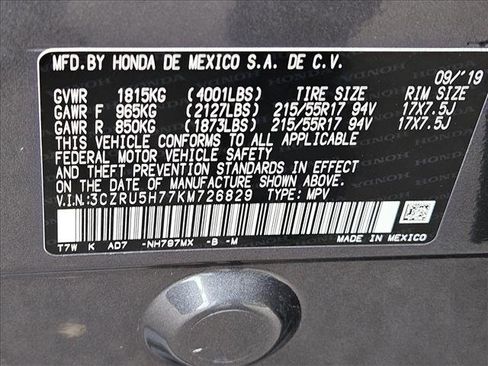 MFD.BY HONDA DE MEXICO S.A. DE C.V.
09/'19
GVWR 1815KG (4001LBS) TIRE SIZE RIM SIZE
GAWR F 965KG (2127LBS) 215/55R17 94V 17X7.5J
GAWR R 850KG (1873LBS) 215/55R17 94V 17X7.5J
THIS VEHICLE CONFORMS TO ALL APPLICABLE
FEDERAL MOTOR VEHICLE SAFETY
AND THEFT PREVENTION STANDARDS IN EFFECT
ON THE DATE OF MANUFACTURE SHOWN ABOVE.
V.I.N:3CZRU5H77KM726829 TYPE: MPV
T7W K AD7 -NH797MX -B -M MADE IN MEXICO